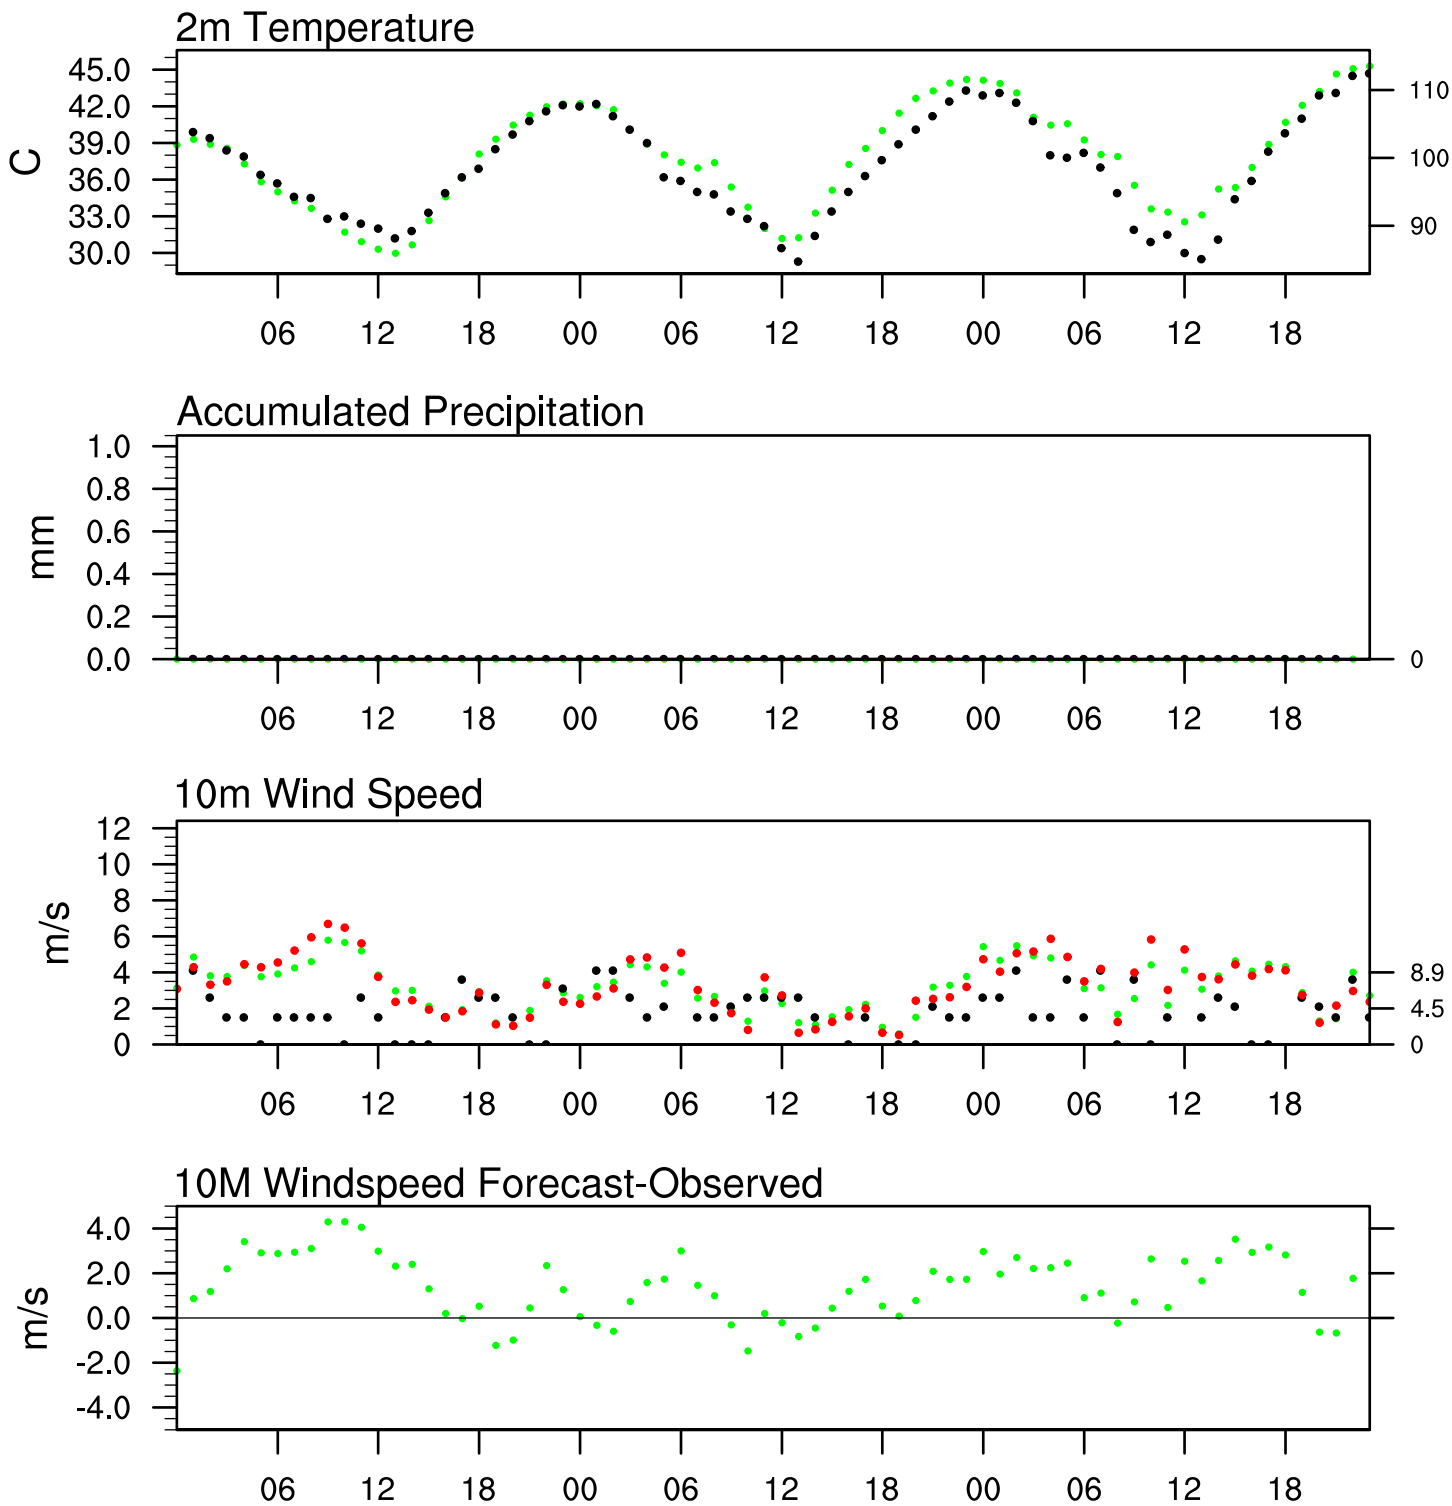 2m Temperature
45.0
42.0
39.0
36.0
33.0
30.0
C
110
100
90
06 12 18 00 06 12 18 00 06 12 18
Accumulated Precipitation
1.0
0.8
0.6
0.4
0.2
0.0
mm
0
06 12 18 00 06 12 18 00 06 12 18
10m Wind Speed
12
10
8
6
4
2
0
m/s
8.9
4.5
0
06 12 18 00 06 12 18 00 06 12 18
10M Windspeed Forecast-Observed
4.0
2.0
0.0
-2.0
-4.0
m/s
06 12 18 00 06 12 18 00 06 12 18